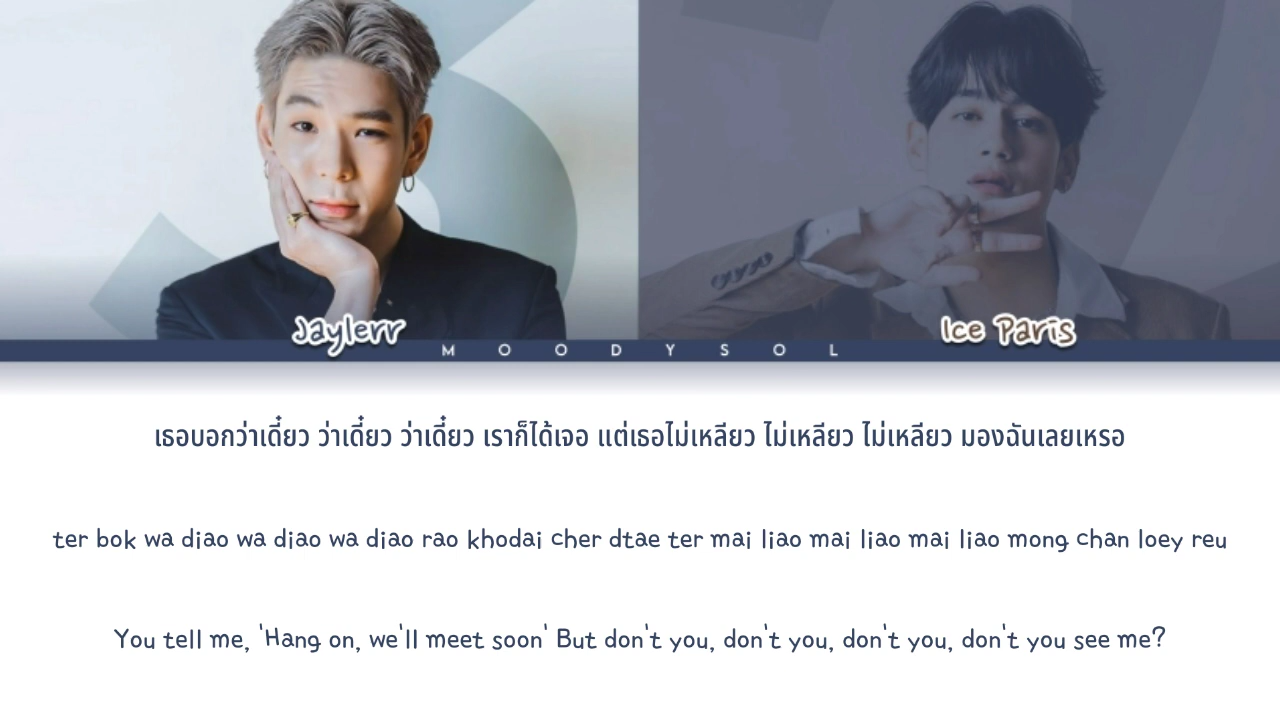 Jaylerr
Ice Paris
MOODYSOL
เธอบอกว่าเดี๋ยว ว่าเดี๋ยว ว่าเดี๋ยว เราก็ได้เจอ แต่เธอไม่เหลียว ไม่เหลียว ไม่เหลียว มองฉันเลยเหรอ
ter bok wa diao wa diao wa diao rao khodai cher dtae ter mai liao mai liao mai liao mong chan loey reu
You tell me, 'Hang on, we'll meet soon' But don't you, don't you, don't you, don't you see me?